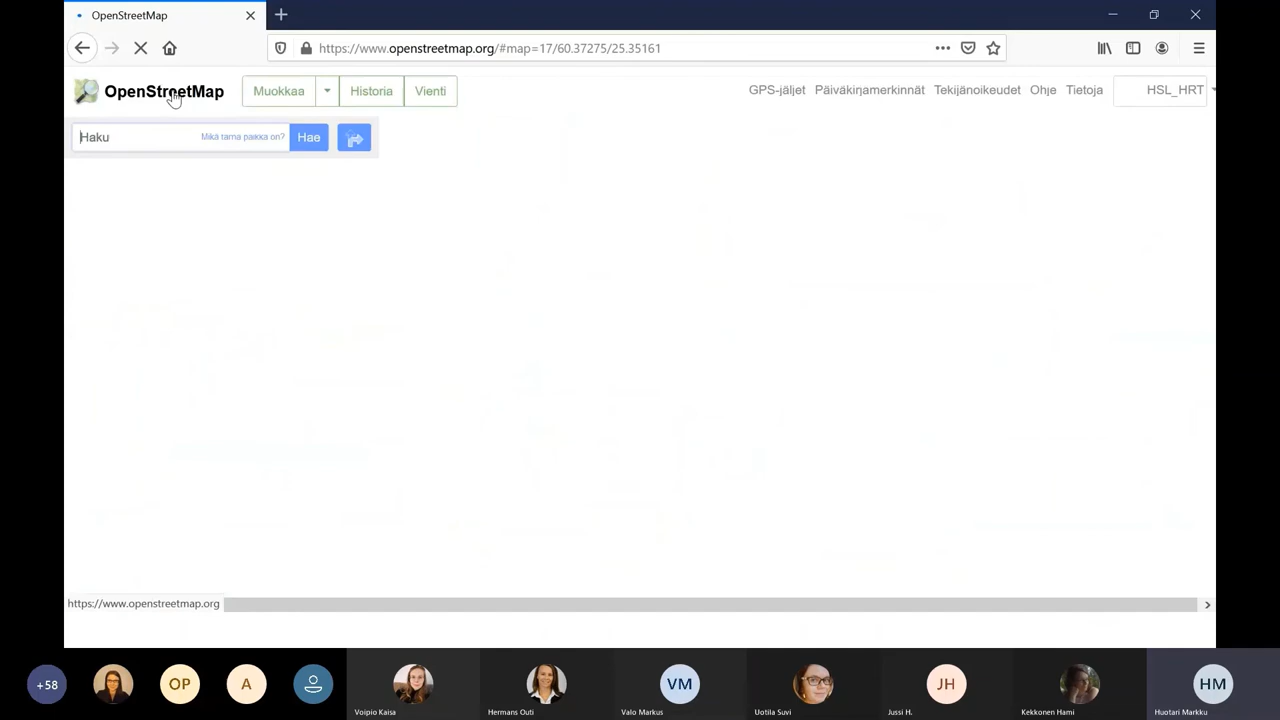 OpenStreetMap
https://www.openstreetmap.org/#map=17/60.37275/25.35161
OpenStreetMap
Muokkaa
Historia
Vienti
GPS-jäljet
Päiväkirjamerkinnät
Tekijänoikeudet
Ohje
Tietoja
HSL_HRT
Haku
Mikä tämä paikka on?
Hae
https://www.openstreetmap.org
+58
OP
A
VM
JH
HM
Voipio Kaisa
Hermans Outi
Valo Markus
Uotila Suvi
Jussi H.
Kekkonen Hami
Huotari Markku